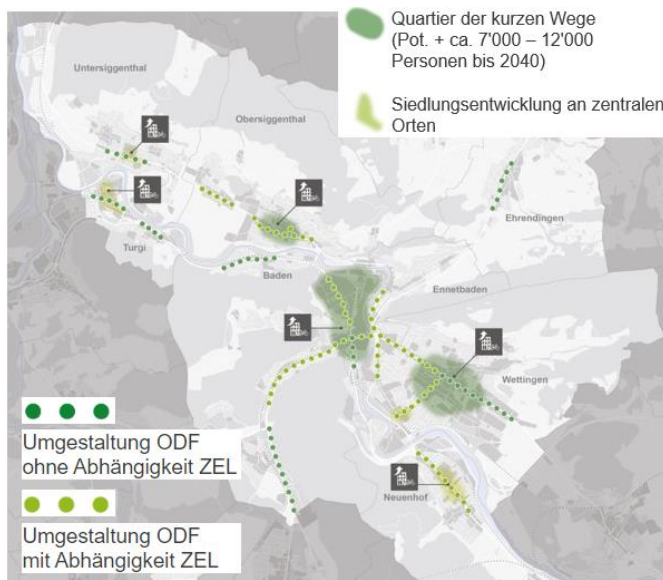 Quartier der kurzen Wege
(Pot. + ca. 7'000 – 12'000
Personen bis 2040)
Siedlungsentwicklung an zentralen
Orten
Untersiggenthal
Obersiggenthal
Ehrendingen
Turgi
Baden
Ennetbaden
Wettingen
Neuenhof
Umgestaltung ODF
ohne Abhängigkeit ZEL
Umgestaltung ODF
mit Abhängigkeit ZEL